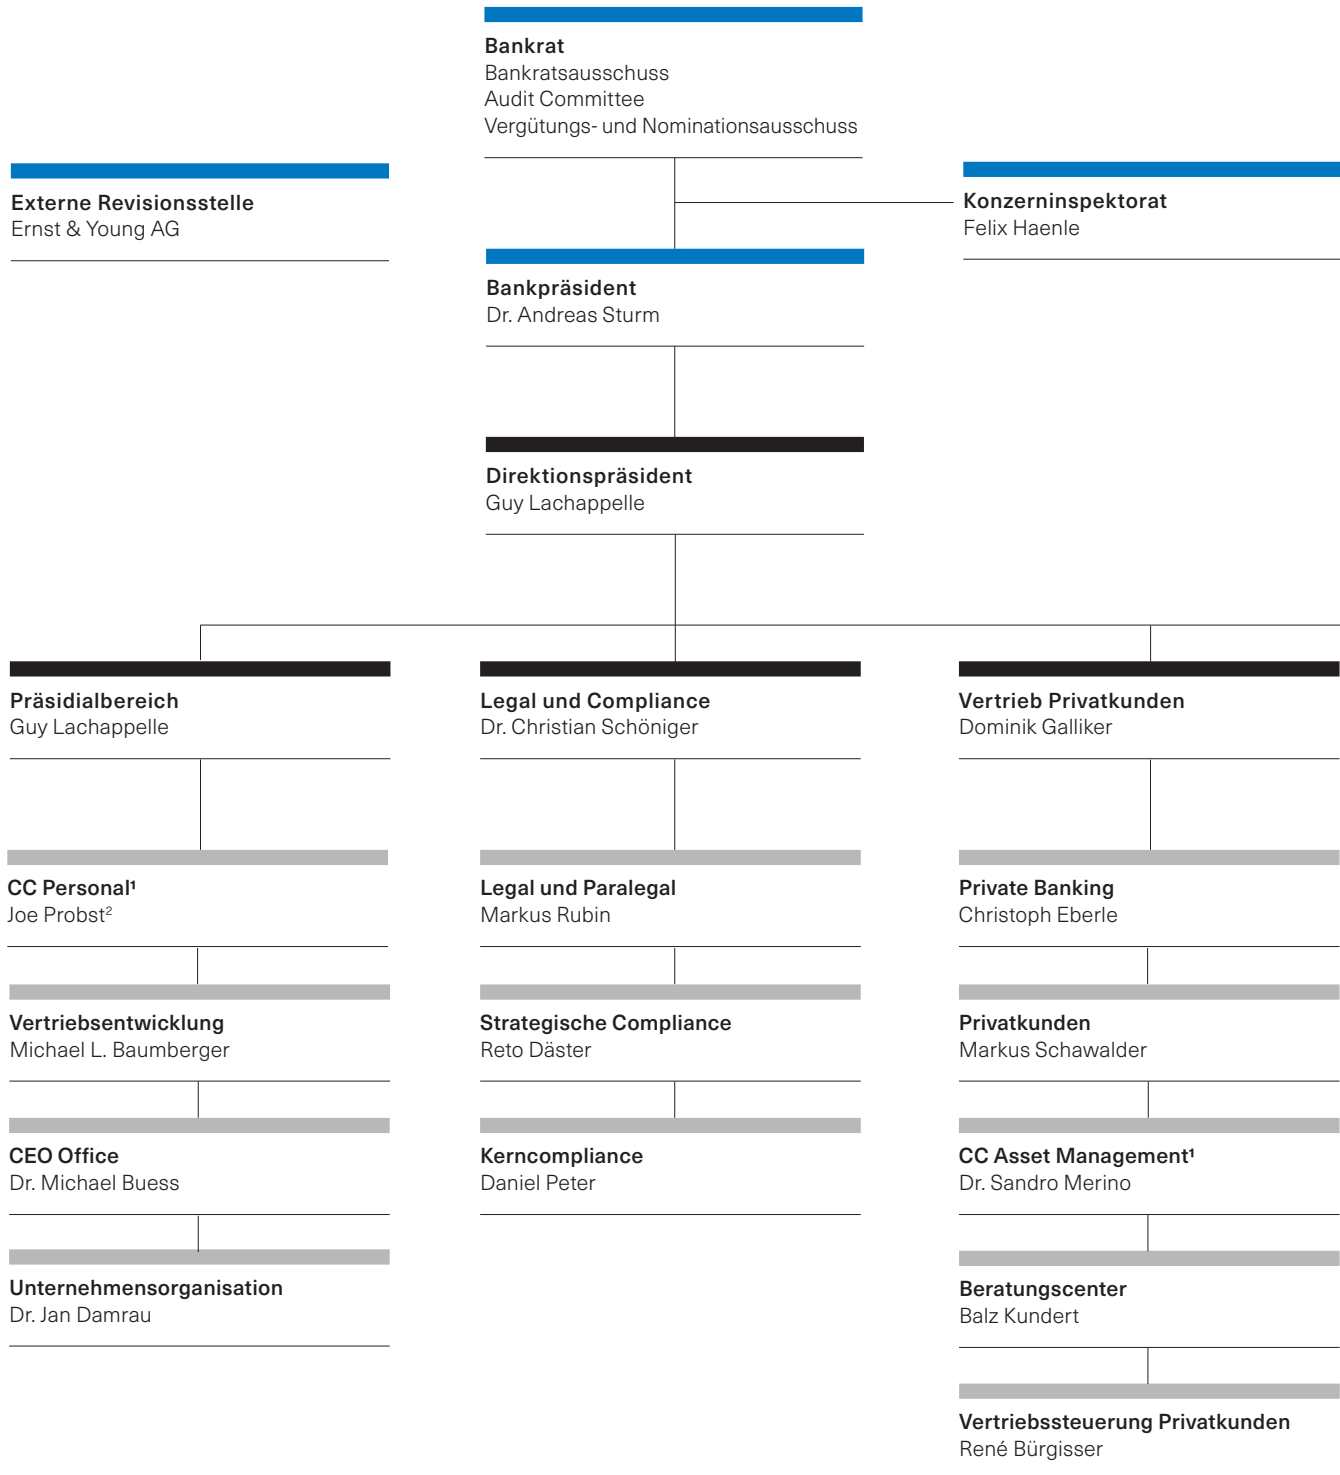 Bankrat
Bankratsausschuss
Audit Committee
Vergütungs- und Nominationsausschuss
Externe Revisionsstelle
Ernst & Young AG
Konzerninspektorat
Felix Haenle
Bankpräsident
Dr. Andreas Sturm
Direktionspräsident
Guy Lachappelle
Präsidialbereich
Guy Lachappelle
CC Personal¹
Joe Probst²
Vertriebsentwicklung
Michael L. Baumberger
CEO Office
Dr. Michael Buess
Unternehmensorganisation
Dr. Jan Damrau
Legal und Compliance
Dr. Christian Schöniger
Legal und Paralegal
Markus Rubin
Strategische Compliance
Reto Däster
Kerncompliance
Daniel Peter
Vertrieb Privatkunden
Dominik Galliker
Private Banking
Christoph Eberle
Privatkunden
Markus Schawalder
CC Asset Management¹
Dr. Sandro Merino
Beratungscenter
Balz Kundert
Vertriebssteuerung Privatkunden
René Bürgisser